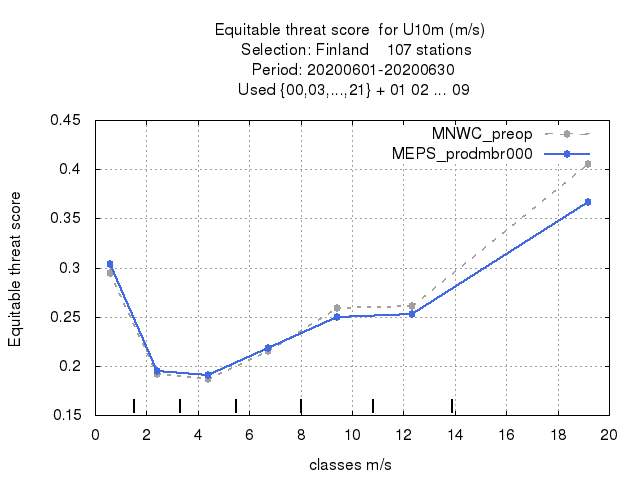 Equitable threat score  for U10m (m/s)
Selection: Finland    107 stations
Period: 20200601-20200630
Used {00,03,...,21} + 01 02 ... 09
MNWC_preop
MEPS_prodmbr000
Equitable threat score
0.45
0.4
0.35
0.3
0.25
0.2
0.15
0 2 4 6 8 10 12 14 16 18 20
classes m/s